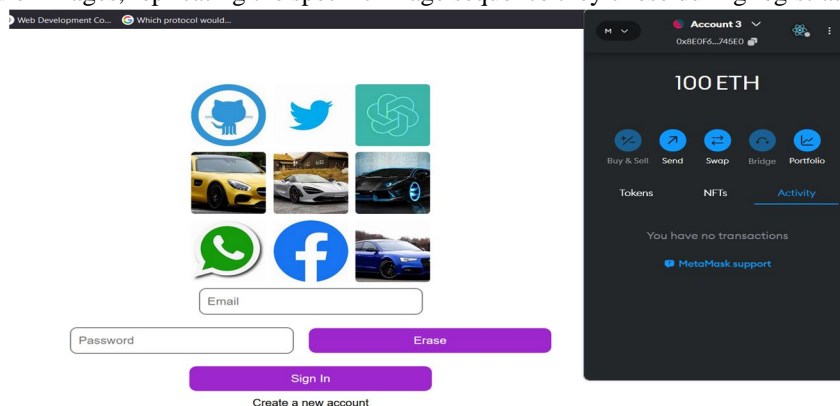 Web Development Co... Which protocol would...
Email
Password
Erase
Sign In
Create a new account
M
Account 3
0x8E0F6...745E0
100 ETH
Buy & Sell Send Swap Bridge Portfolio
Tokens NFTs Activity
You have no transactions
MetaMask support